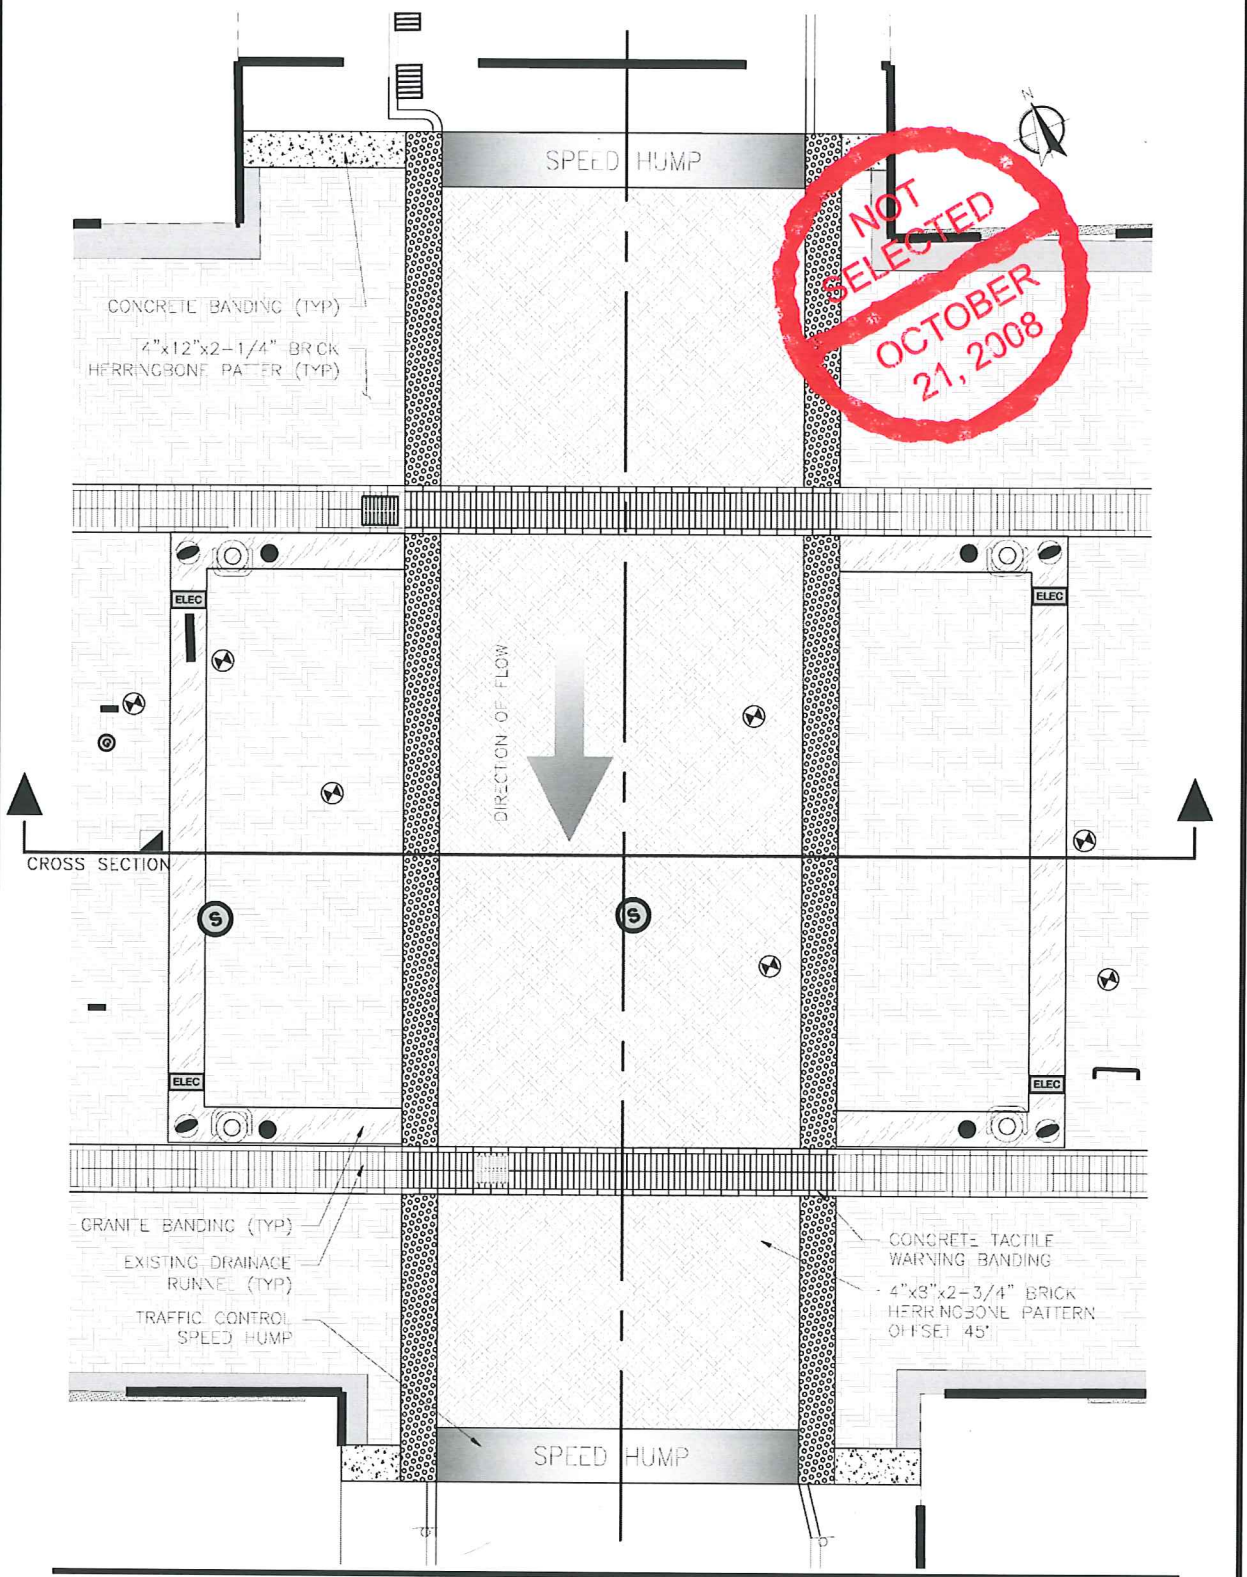 N
SPEED HUMP
NOT
SELECTED
OCTOBER
21, 2008
CONCRETE BANDING (TYP)
4"x12"x2-1/4" BRICK
HERRINGBONE PATTER (TYP)
ELEC
ELEC
DIRECTION OF FLOW
G
CROSS SECTION
S
S
ELEC
ELEC
GRANITE BANDING (TYP)
EXISTING DRAINAGE
RUNNEL (TYP)
TRAFFIC CONTROL
SPEED HUMP
CONCRETE TACTILE
WARNING BANDING
4"x8"x2-3/4" BRICK
HERRINGBONE PATTERN
OFFSET 45°
SPEED HUMP